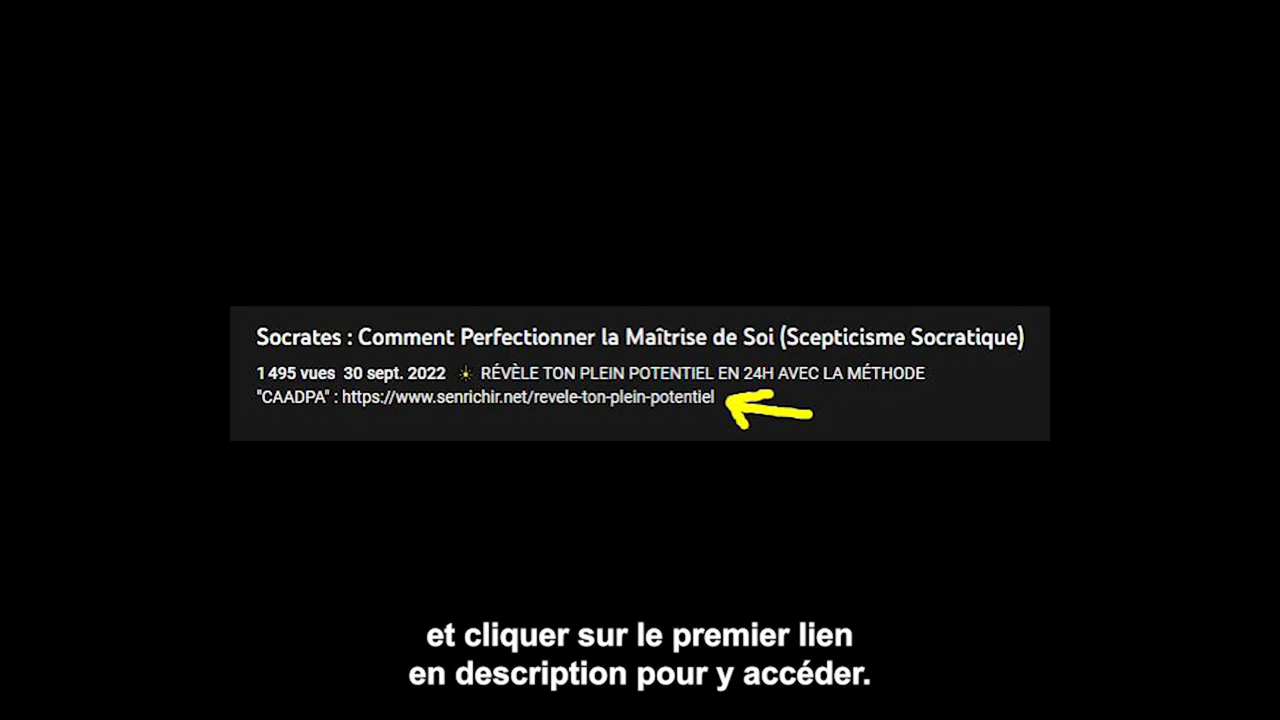 Socrates : Comment Perfectionner la Maîtrise de Soi (Scepticisme Socratique)
1 495 vues 30 sept. 2022 ☀ RÉVÈLE TON PLEIN POTENTIEL EN 24H AVEC LA MÉTHODE
"CAADPA" : https://www.senrichir.net/revele-ton-plein-potentiel
et cliquer sur le premier lien
en description pour y accéder.